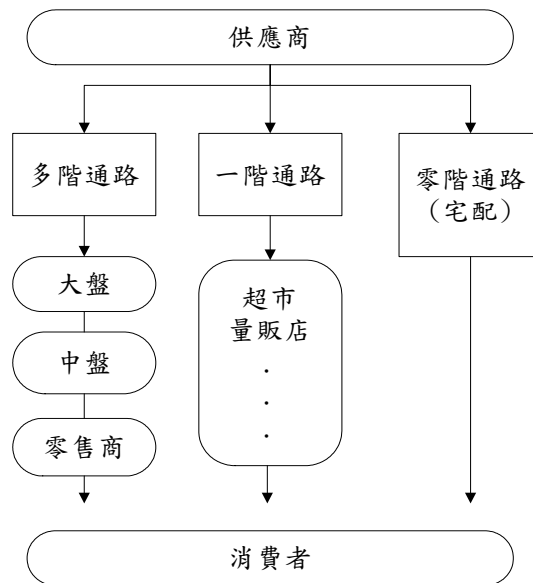 供應商
多階通路
一階通路
零階通路
（宅配）
大盤
中盤
零售商
超市
量販店
．
．
．
消費者